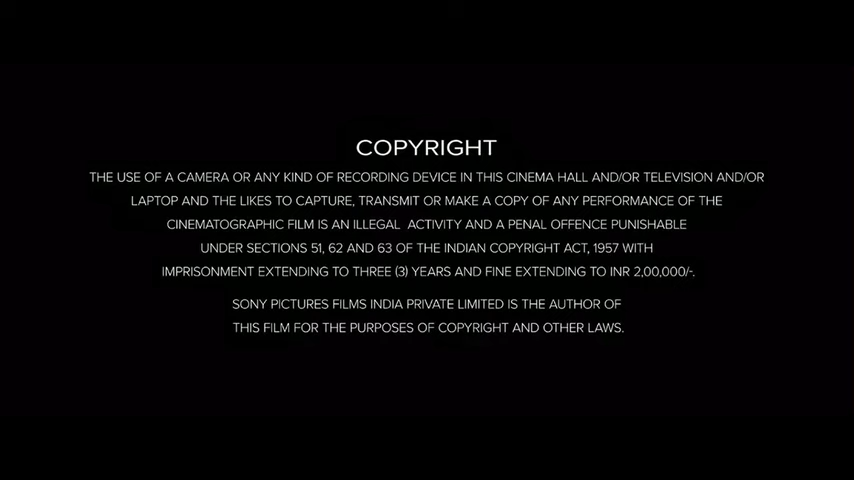 COPYRIGHT
THE USE OF A CAMERA OR ANY KIND OF RECORDING DEVICE IN THIS CINEMA HALL AND/OR TELEVISION AND/OR
LAPTOP AND THE LIKES TO CAPTURE, TRANSMIT OR MAKE A COPY OF ANY PERFORMANCE OF THE
CINEMATOGRAPHIC FILM IS AN ILLEGAL ACTIVITY AND A PENAL OFFENCE PUNISHABLE
UNDER SECTIONS 51, 62 AND 63 OF THE INDIAN COPYRIGHT ACT, 1957 WITH
IMPRISONMENT EXTENDING TO THREE (3) YEARS AND FINE EXTENDING TO INR 2,00,000/-.
SONY PICTURES FILMS INDIA PRIVATE LIMITED IS THE AUTHOR OF
THIS FILM FOR THE PURPOSES OF COPYRIGHT AND OTHER LAWS.